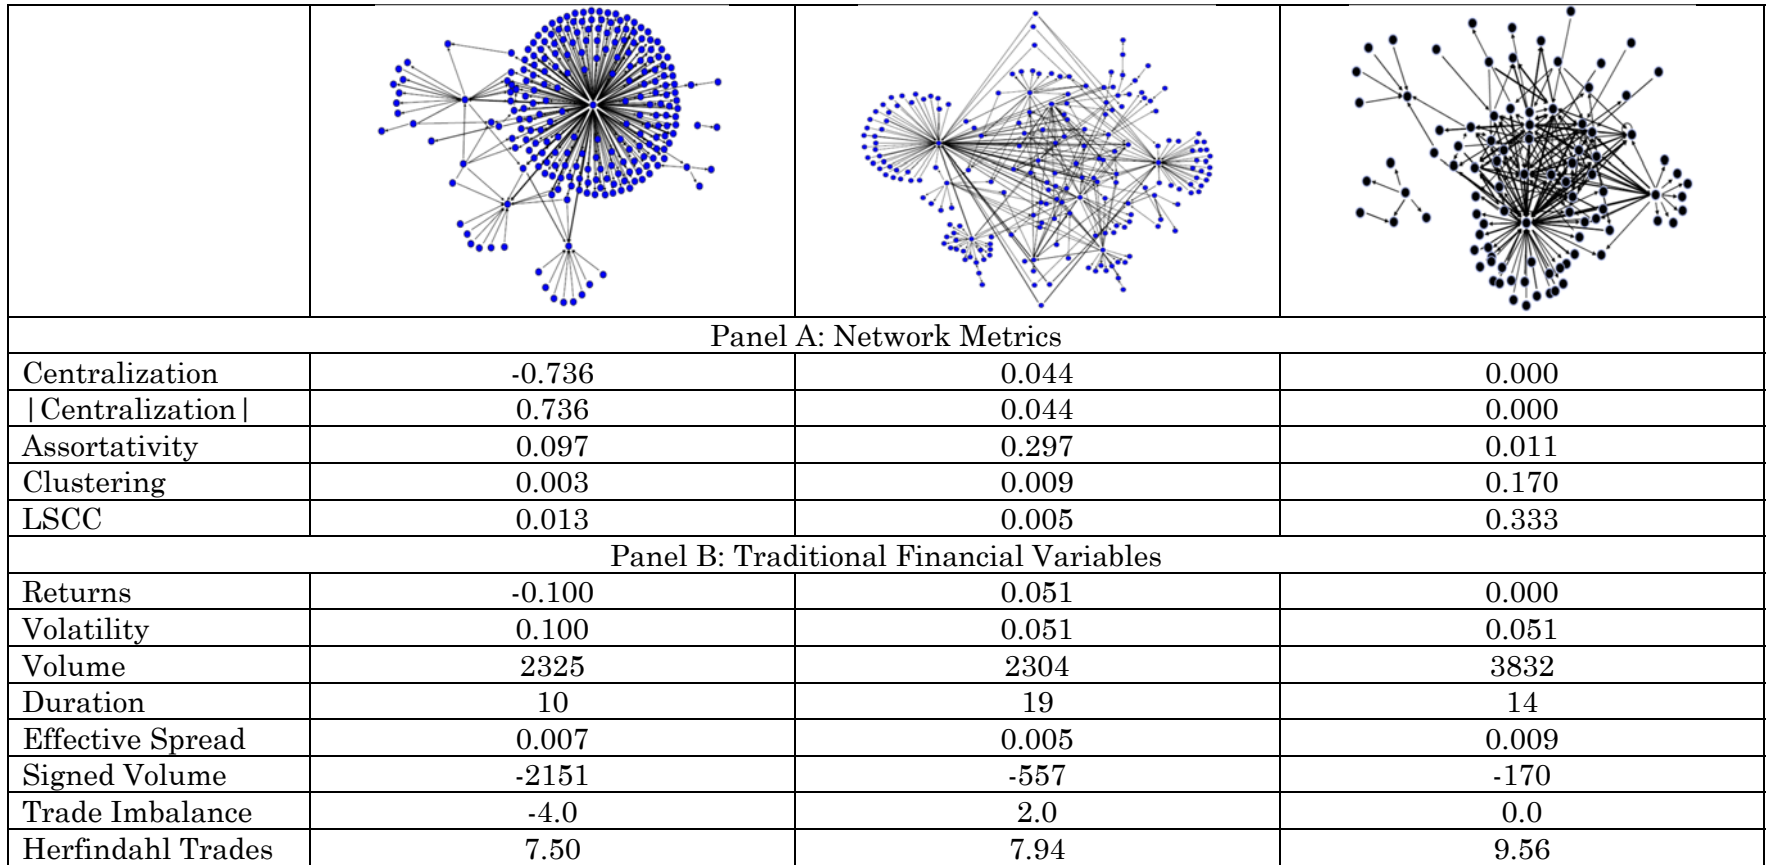 Panel A: Network Metrics
Centralization -0.736 0.044 0.000
|Centralization| 0.736 0.044 0.000
Assortativity 0.097 0.297 0.011
Clustering 0.003 0.009 0.170
LSCC 0.013 0.005 0.333
Panel B: Traditional Financial Variables
Returns -0.100 0.051 0.000
Volatility 0.100 0.051 0.051
Volume 2325 2304 3832
Duration 10 19 14
Effective Spread 0.007 0.005 0.009
Signed Volume -2151 -557 -170
Trade Imbalance -4.0 2.0 0.0
Herfindahl Trades 7.50 7.94 9.56